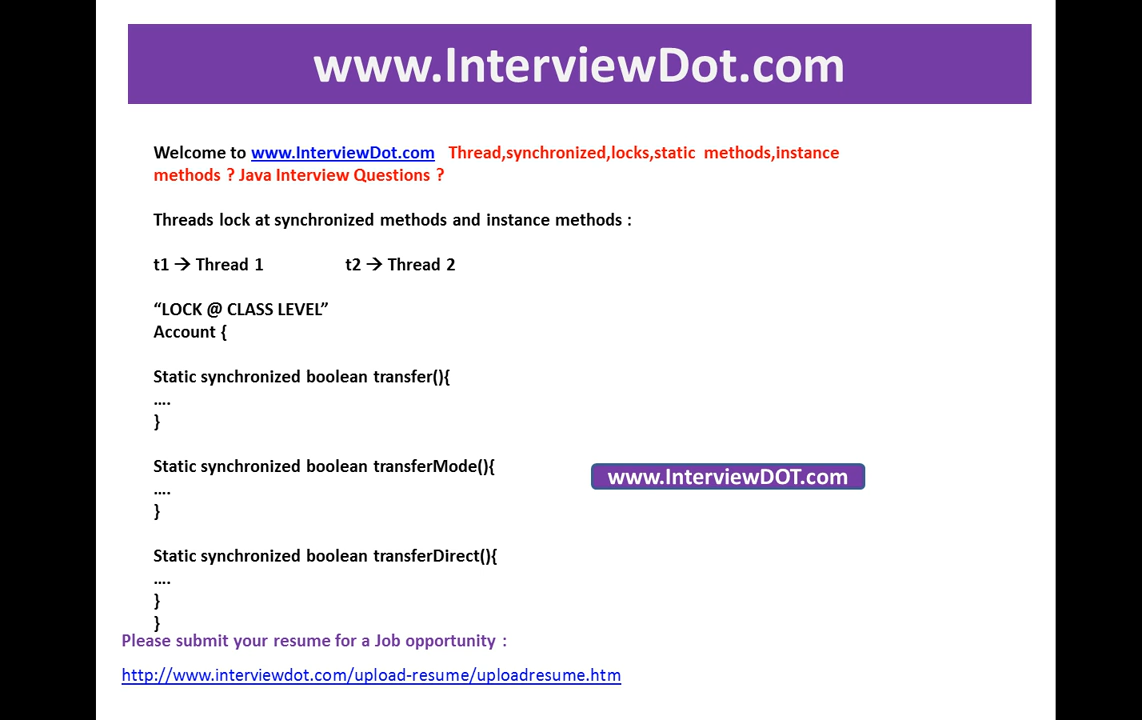 www.InterviewDot.com
Welcome to www.InterviewDot.com Thread,synchronized,locks,static methods,instance
methods ? Java Interview Questions ?
Threads lock at synchronized methods and instance methods :
t1 → Thread 1 t2 → Thread 2
“LOCK @ CLASS LEVEL”
Account {
Static synchronized boolean transfer(){
....
}
Static synchronized boolean transferMode(){
www.InterviewDOT.com
....
}
Static synchronized boolean transferDirect(){
....
}
}
Please submit your resume for a Job opportunity :
http://www.interviewdot.com/upload-resume/uploadresume.htm